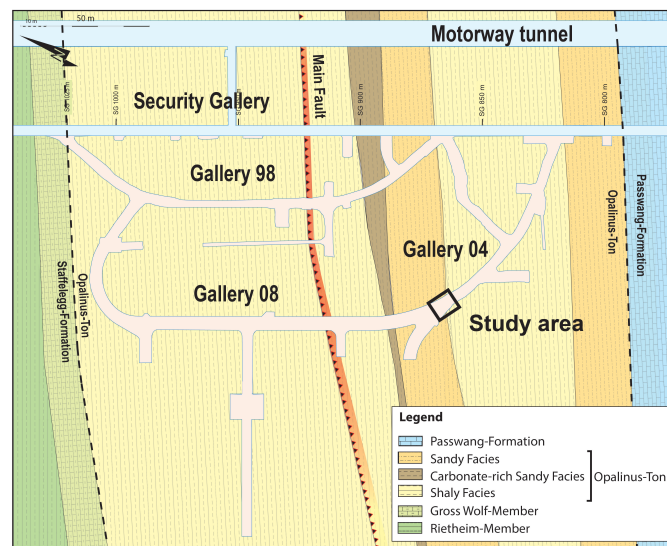 10 m
50 m
N
Motorway tunnel
Main Fault
SG 1000 m
SG 900 m
SG 850 m
SG 800 m
Security Gallery
Gallery 98
Passwang-Formation
Opalinus-Ton
Gallery 04
Staffelegg-Formation
Opalinus-Ton
Gallery 08
Study area
Legend
Passwang-Formation
Sandy Facies
Carbonate-rich Sandy Facies
Opalinus-Ton
Shaly Facies
Gross Wolf-Member
Rietheim-Member